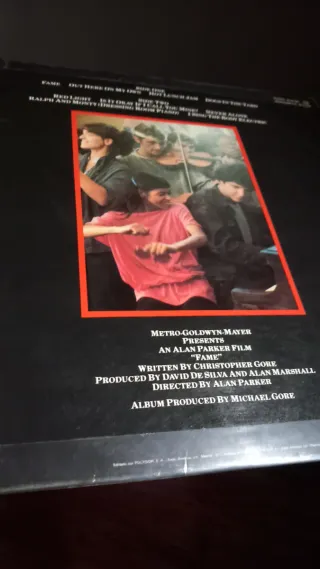 SIDE ONE
FAME OUT HERE ON MY OWN HOT LUNCH JAM DOGS IN THE YARD
RED LIGHT IS IT OKAY IF I CALL YOU MINE? NEVER ALONE
SIDE TWO
RALPH AND MONTY (DRESSING ROOM PIANO) I SING THE BODY ELECTRIC
METRO-GOLDWYN-MAYER
PRESENTS
AN ALAN PARKER FILM
"FAME"
WRITTEN BY CHRISTOPHER GORE
PRODUCED BY DAVID DE SILVA AND ALAN MARSHALL
DIRECTED BY ALAN PARKER
ALBUM PRODUCED BY MICHAEL GORE